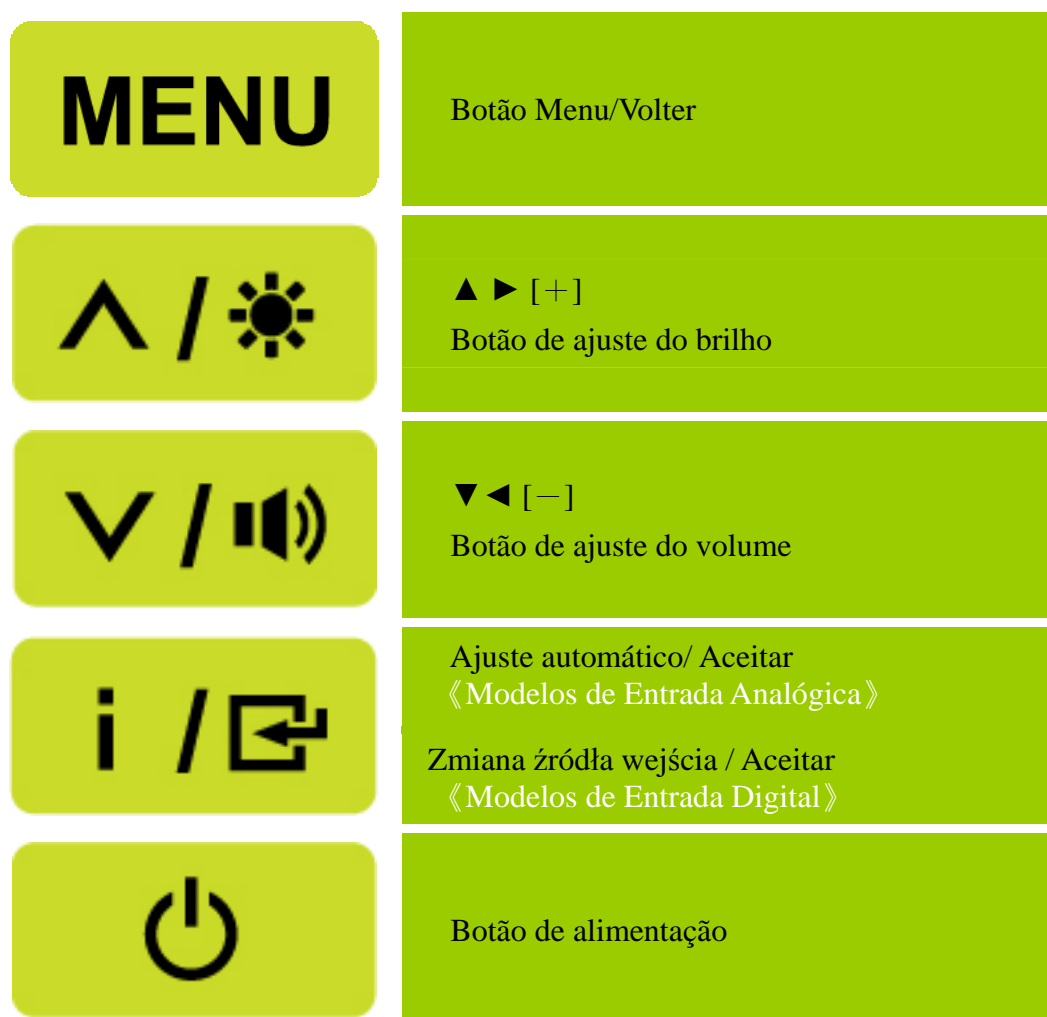 MENU
Botão Menu/Volter
∧ /
▲ ► [＋]
Botão de ajuste do brilho
∨ /
▼◄ [－]
Botão de ajuste do volume
i /
Ajuste automático/ Aceitar
《Modelos de Entrada Analógica》
Zmiana źródła wejścia / Aceitar
《Modelos de Entrada Digital》
Botão de alimentação